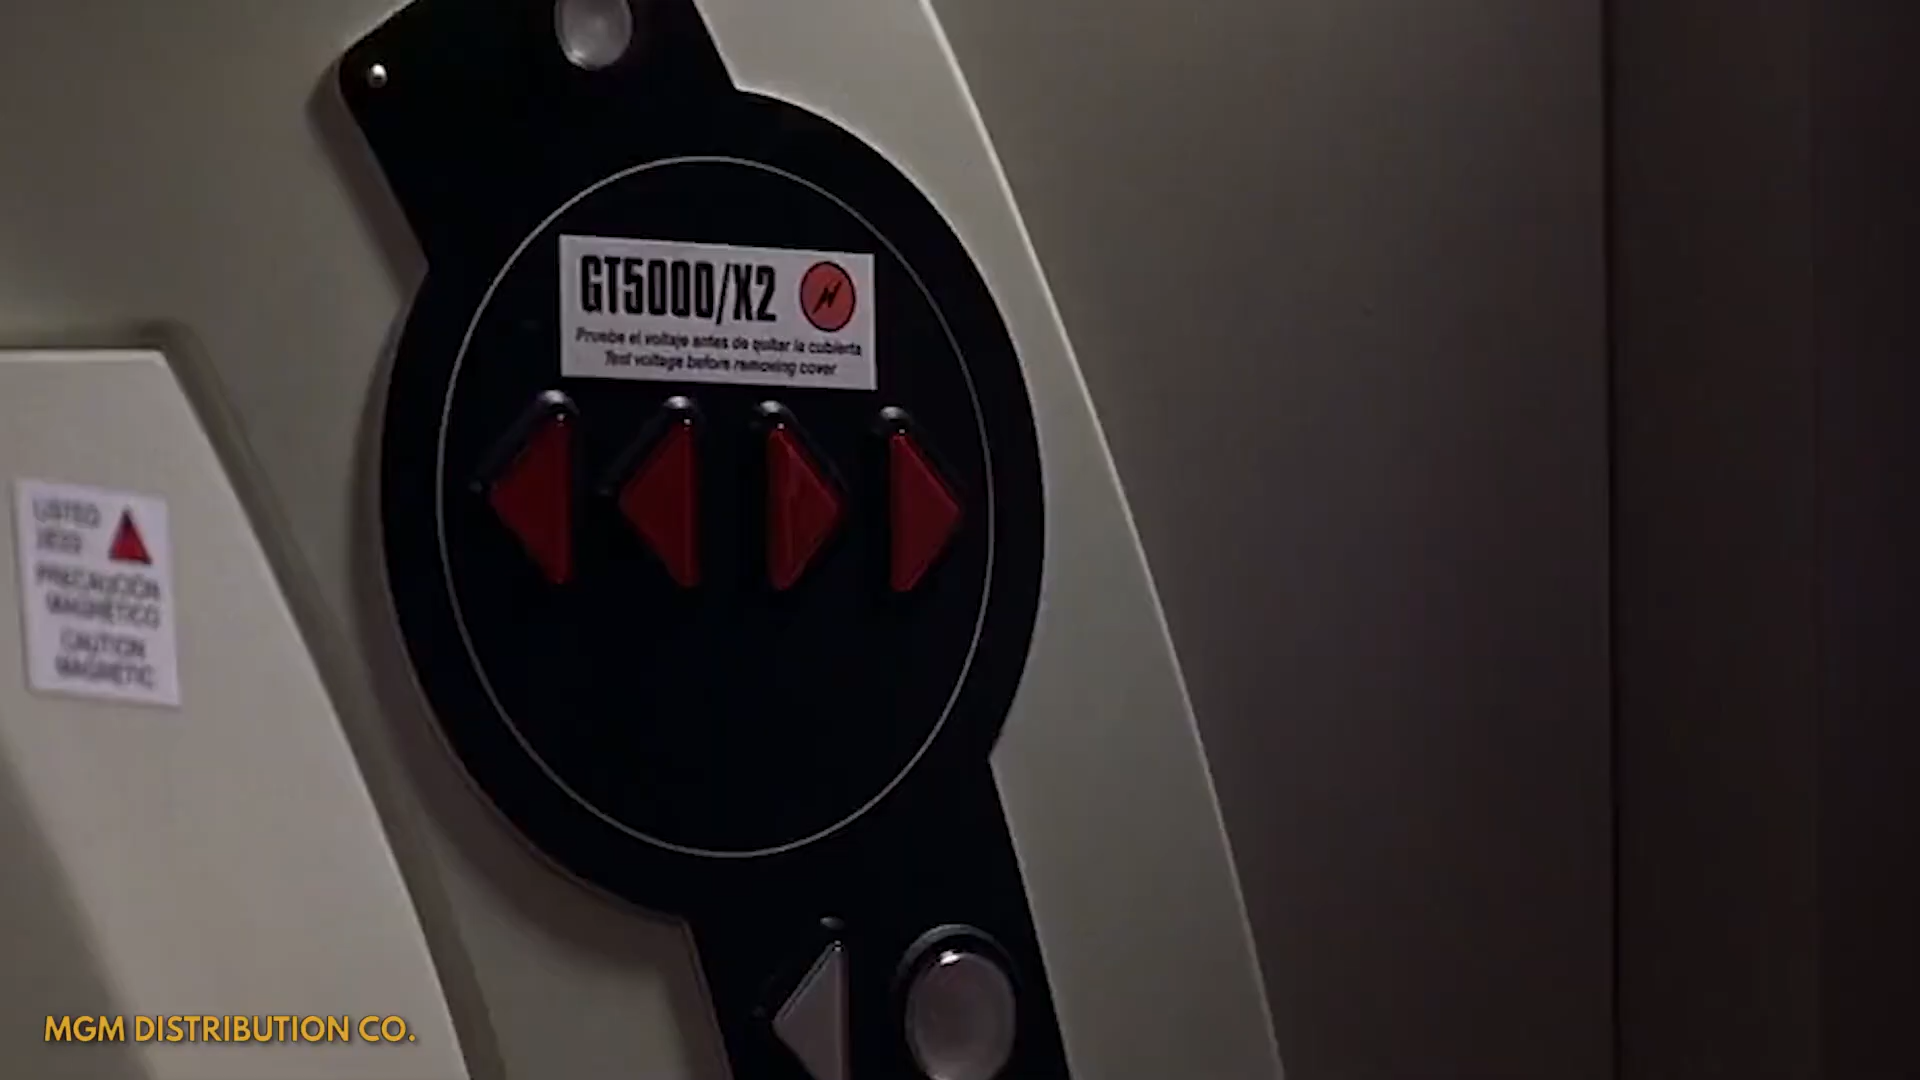 GT5000/X2
Pruebe el voltaje antes de quitar la cubierta
Test voltage before removing cover
USTED
PRECAUCIÓN
MAGNÉTICO
CAUTION
MAGNETIC
MGM DISTRIBUTION CO.